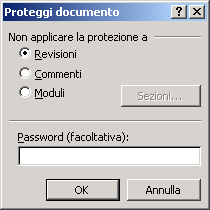 Proteggi documento
Non applicare la protezione a
Revisioni
Commenti
Moduli
Sezioni...
Password (facoltativa):
OK Annulla